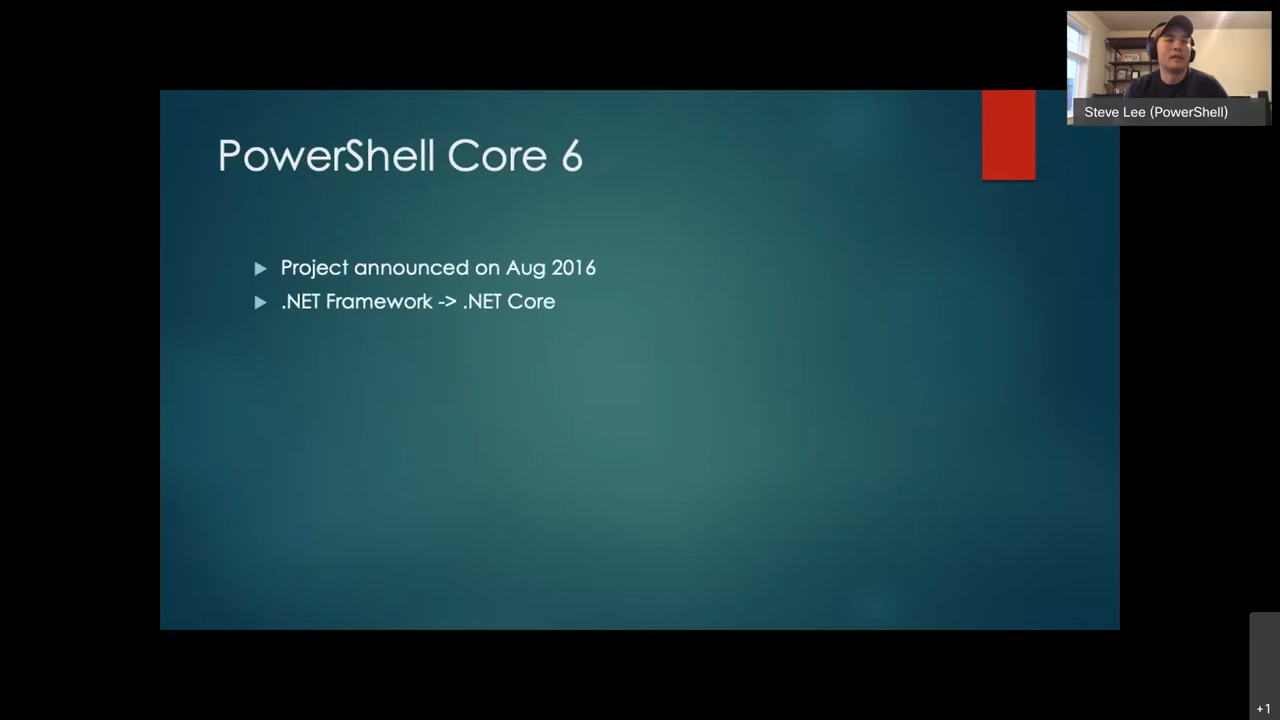 Steve Lee (PowerShell)
PowerShell Core 6
Project announced on Aug 2016
.NET Framework -> .NET Core
+1